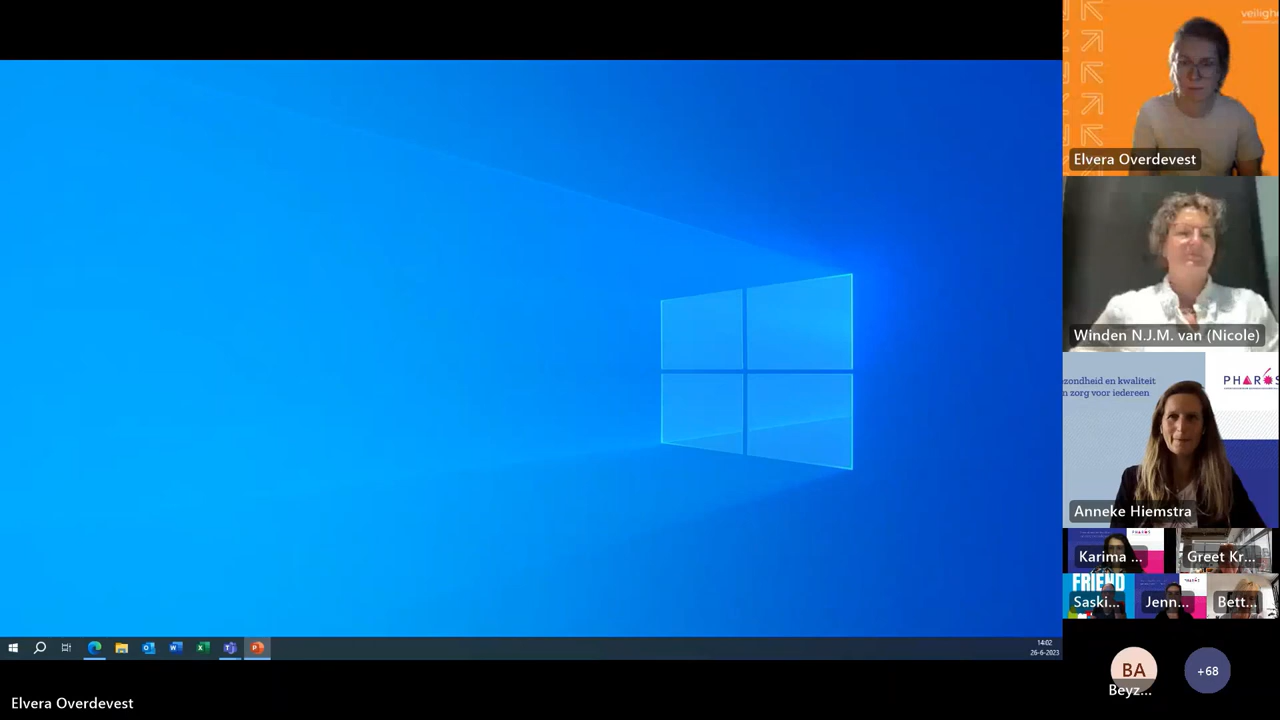 veiligh
Elvera Overdevest
Winden N.J.M. van (Nicole)
ezondheid en kwaliteit
n zorg voor iedereen
PHAROS
Anneke Hiemstra
Karima ...
Greet Kr...
FRIEND
Saski...
Jenn...
Bett...
BA
Beyz...
+68
14:02
26-6-2023
Elvera Overdevest